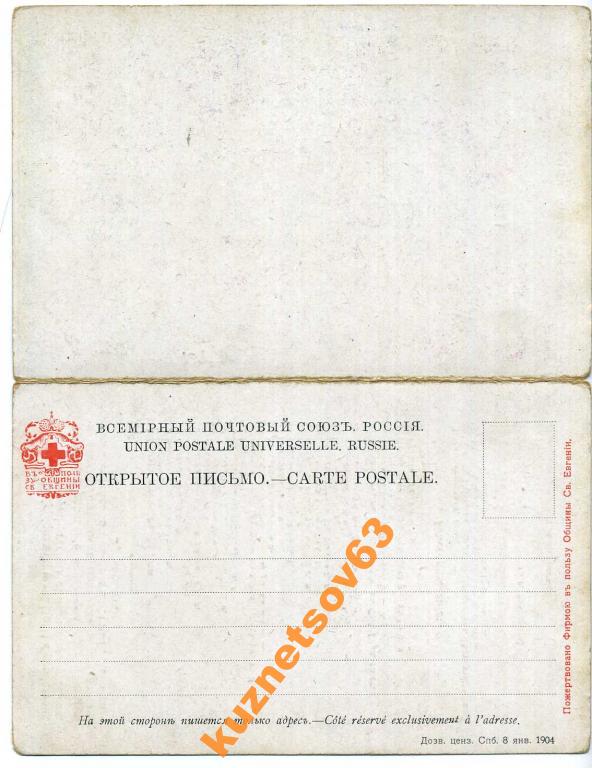 ВСЕМІРНЫЙ ПОЧТОВЫЙ СОЮЗЪ. РОССІЯ.
UNION POSTALE UNIVERSELLE. RUSSIE.
ОТКРЫТОЕ ПИСЬМО.—CARTE POSTALE.
ВЪ ПОЛЬ
ЗУ ОБЩИНЫ
СВ ЕВГЕНІИ
Пожертвовано Фирмою въ пользу Общины Св. Евгеніи.
kuznetsov63
На этой сторонѣ пишется только адресъ.—Côté réservé exclusivement à l'adresse.
Дозв. ценз. Спб. 8 янв. 1904